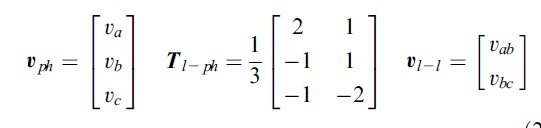 v_ph = [v_a v_b v_c] T_l−ph = 1/3 [2 1; −1 1; −1 −2] v_l−l = [v_ab v_bc]